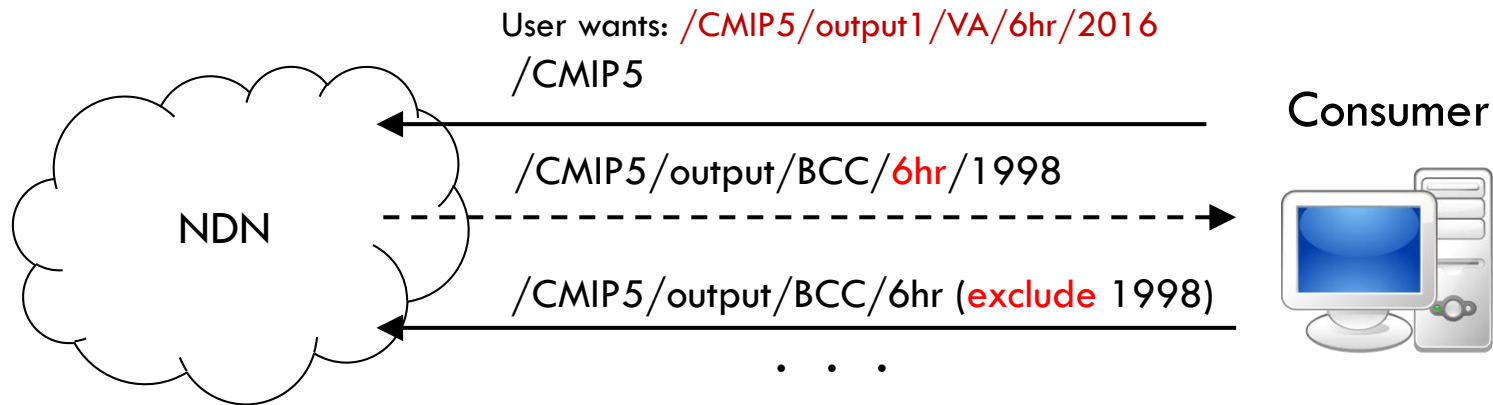 User wants: /CMIP5/output1/VA/6hr/2016
/CMIP5
Consumer
/CMIP5/output/BCC/6hr/1998
NDN
/CMIP5/output/BCC/6hr (exclude 1998)
. . .